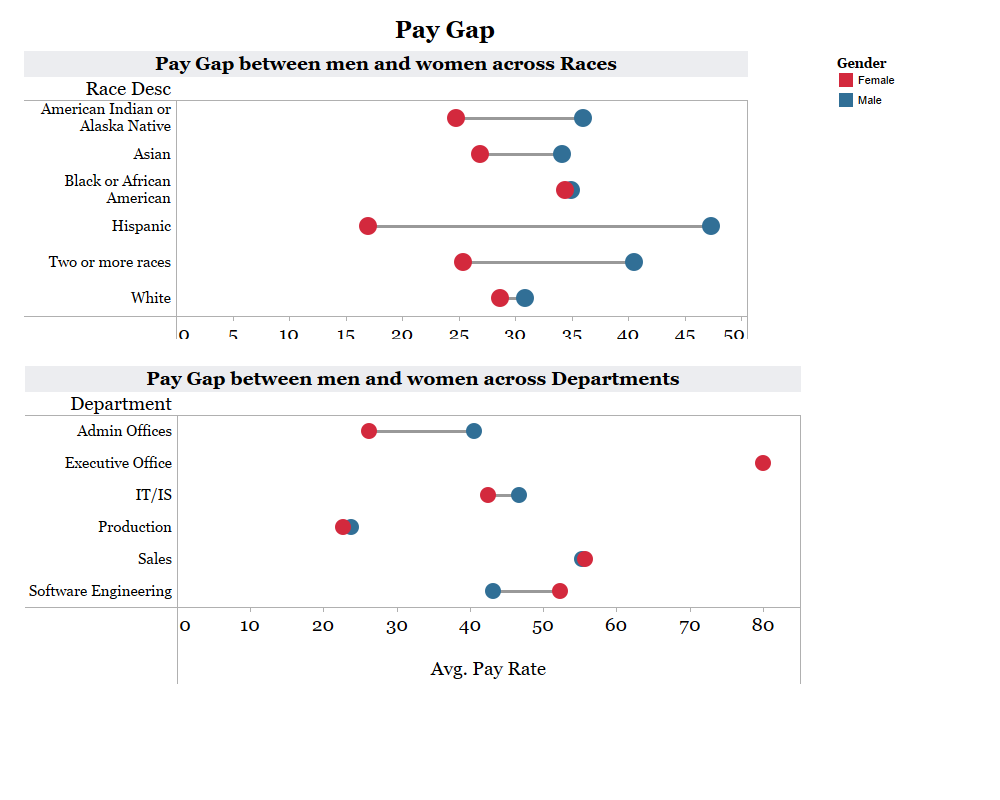 Pay Gap
Pay Gap between men and women across Races
Gender
Female
Male
Race Desc
American Indian or
Alaska Native
Asian
Black or African
American
Hispanic
Two or more races
White
0 5 10 15 20 25 30 35 40 45 50
Pay Gap between men and women across Departments
Department
Admin Offices
Executive Office
IT/IS
Production
Sales
Software Engineering
0 10 20 30 40 50 60 70 80
Avg. Pay Rate